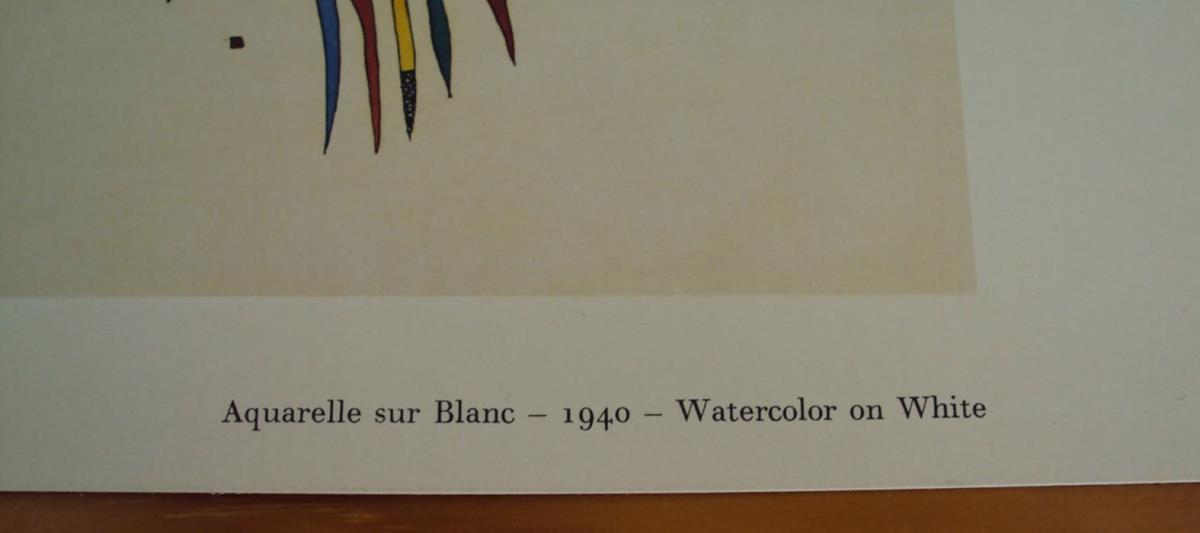 Aquarelle sur Blanc – 1940 – Watercolor on White